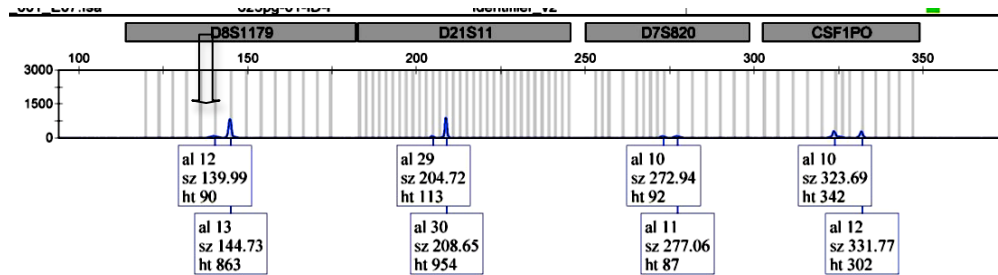 D8S1179 D21S11 D7S820 CSF1PO
100 150 200 250 300 350
3000
1500
0
al 12
sz 139.99
ht 90
al 13
sz 144.73
ht 863
al 29
sz 204.72
ht 113
al 30
sz 208.65
ht 954
al 10
sz 272.94
ht 92
al 11
sz 277.06
ht 87
al 10
sz 323.69
ht 342
al 12
sz 331.77
ht 302